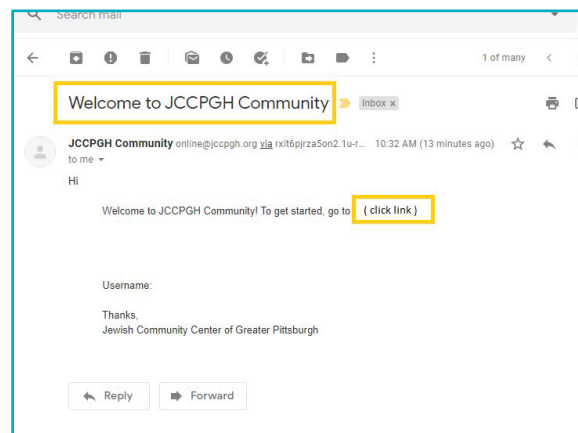 Search mail
1 of many
Welcome to JCCPGH Community Inbox x
JCCPGH Community online@jccpgh.org via rxit6pjrza5on2.1u-r... 10:32 AM (13 minutes ago)
to me
Hi
Welcome to JCCPGH Community! To get started, go to ( click link )
Username:
Thanks,
Jewish Community Center of Greater Pittsburgh
Reply Forward